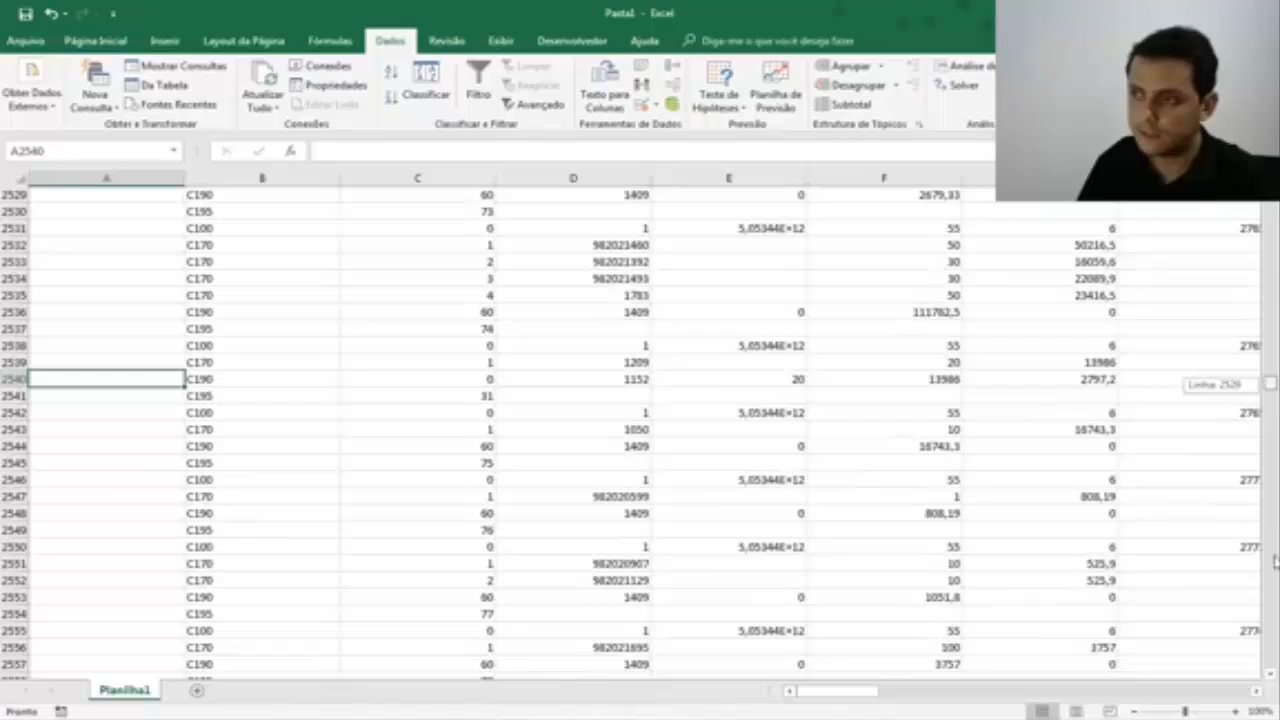 Pasta1 - Excel
Arquivo Página Inicial Inserir Layout da Página Fórmulas Dados Revisão Exibir Desenvolvedor Ajuda Diga-me o que você deseja fazer
Obter Dados Externos Nova Consulta Mostrar Consultas Da Tabela Fontes Recentes Atualizar Tudo Conexões Propriedades Editar Links Classificar Filtro Limpar Reaplicar Avançado Texto para Colunas Teste de Hipóteses Planilha de Previsão Agrupar Desagrupar Subtotal Análise de Solver
Obter e Transformar Conexões Classificar e Filtrar Ferramentas de Dados Previsão Estrutura de Tópicos
A2540 fx
A B C D E F
2529 C190 60 1409 0 2679,33
2530 C195 73
2531 C100 0 1 5,05344E+12 55 6
2532 C170 1 982021460 50 50216,5
2533 C170 2 982021392 30 16059,6
2534 C170 3 982021493 30 22089,9
2535 C170 4 1783 50 23416,5
2536 C190 60 1409 0 111782,5 0
2537 C195 74
2538 C100 0 1 5,05344E+12 55 6
2539 C170 1 1209 20 13986
2540 C190 0 1152 20 13986 2797,2 Linha: 2529
2541 C195 31
2542 C100 0 1 5,05344E+12 55 6
2543 C170 1 1050 10 16743,3
2544 C190 60 1409 0 16743,3 0
2545 C195 75
2546 C100 0 1 5,05344E+12 55 6 277
2547 C170 1 982020599 1 808,19
2548 C190 60 1409 0 808,19 0
2549 C195 76
2550 C100 0 1 5,05344E+12 55 6 277
2551 C170 1 982020907 10 525,9
2552 C170 2 982021129 10 525,9
2553 C190 60 1409 0 1051,8 0
2554 C195 77
2555 C100 0 1 5,05344E+12 55 6 277
2556 C170 1 982021695 100 3757
2557 C190 60 1409 0 3757 0
Planilha1
Pronto 100%